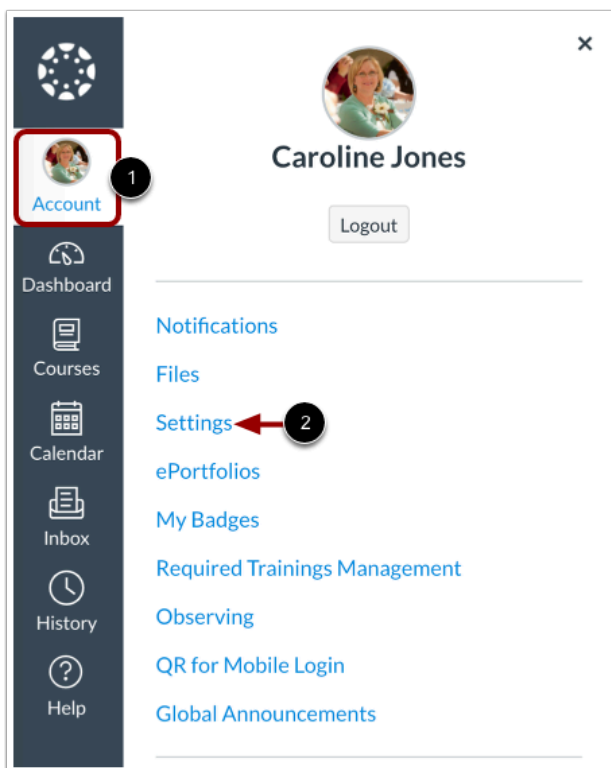 ×
1
Account
Dashboard
Courses
Calendar
Inbox
History
Help
Caroline Jones
Logout
Notifications
Files
Settings 2
ePortfolios
My Badges
Required Trainings Management
Observing
QR for Mobile Login
Global Announcements